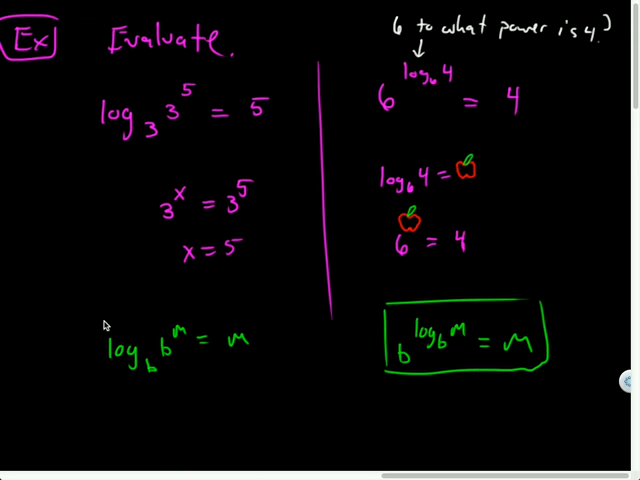 Ex Evaluate.
log₃ 3⁵ = 5
3ˣ = 3⁵
x = 5
log_b b^m = m
6 to what power is 4?
6^(log₆ 4) = 4
log₆ 4 = 
6 = 4
b^(log_b m) = m